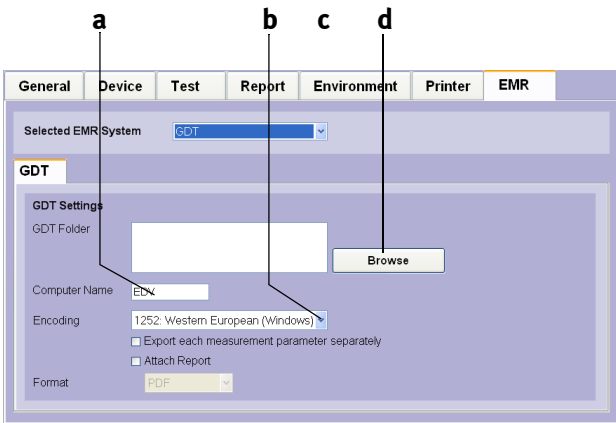 a b c d
General Device Test Report Environment Printer EMR
Selected EMR System GDT
GDT
GDT Settings
GDT Folder
Browse
Computer Name EDV
Encoding 1252: Western European (Windows)
Export each measurement parameter separately
Attach Report
Format PDF